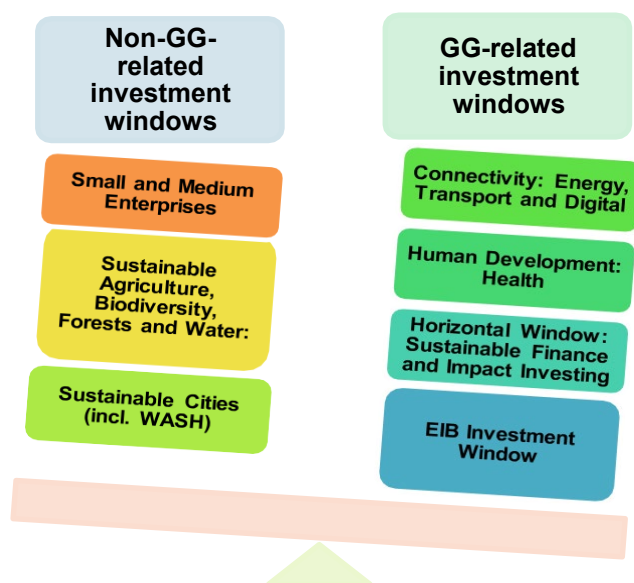 Non-GG-
related
investment
windows
Small and Medium
Enterprises
Sustainable
Agriculture,
Biodiversity,
Forests and Water:
Sustainable Cities
(incl. WASH)
GG-related
investment
windows
Connectivity: Energy,
Transport and Digital
Human Development:
Health
Horizontal Window:
Sustainable Finance
and Impact Investing
EIB Investment
Window